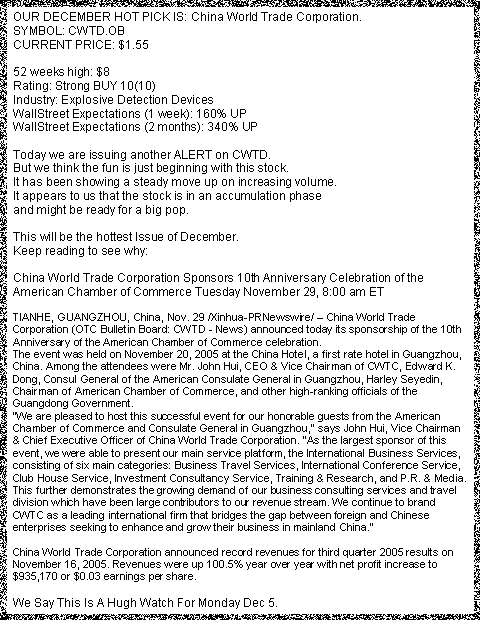 OUR DECEMBER HOT PICK IS: China World Trade Corporation.
SYMBOL: CWTD.OB
CURRENT PRICE: $1.55
52 weeks high: $8
Rating: Strong BUY 10(10)
Industry: Explosive Detection Devices
WallStreet Expectations (1 week): 160% UP
WallStreet Expectations (2 months): 340% UP
Today we are issuing another ALERT on CWTD.
But we think the fun is just beginning with this stock.
It has been showing a steady move up on increasing volume.
It appears to us that the stock is in an accumulation phase
and might be ready for a big pop.
This will be the hottest Issue of December.
Keep reading to see why:
China World Trade Corporation Sponsors 10th Anniversary Celebration of the
American Chamber of Commerce Tuesday November 29, 8:00 am ET
TIANHE, GUANGZHOU, China, Nov. 29 /Xinhua-PRNewswire/ – China World Trade
Corporation (OTC Bulletin Board: CWTD - News) announced today its sponsorship of the 10th
Anniversary of the American Chamber of Commerce celebration.
The event was held on November 20, 2005 at the China Hotel, a first rate hotel in Guangzhou,
China. Among the attendees were Mr. John Hui, CEO & Vice Chairman of CWTC, Edward K.
Dong, Consul General of the American Consulate General in Guangzhou, Harley Seyedin,
Chairman of American Chamber of Commerce, and other high-ranking officials of the
Guangdong Government.
"We are pleased to host this successful event for our honorable guests from the American
Chamber of Commerce and Consulate General in Guangzhou," says John Hui, Vice Chairman
& Chief Executive Officer of China World Trade Corporation. "As the largest sponsor of this
event, we were able to present our main service platform, the International Business Services,
consisting of six main categories: Business Travel Services, International Conference Service,
Club House Service, Investment Consultancy Service, Training & Research, and P.R. & Media.
This further demonstrates the growing demand of our business consulting services and travel
division which have been large contributors to our revenue stream. We continue to brand
CWTC as a leading international firm that bridges the gap between foreign and Chinese
enterprises seeking to enhance and grow their business in mainland China."
China World Trade Corporation announced record revenues for third quarter 2005 results on
November 16, 2005. Revenues were up 100.5% year over year with net profit increase to
$935,170 or $0.03 earnings per share.
We Say This Is A Hugh Watch For Monday Dec 5.